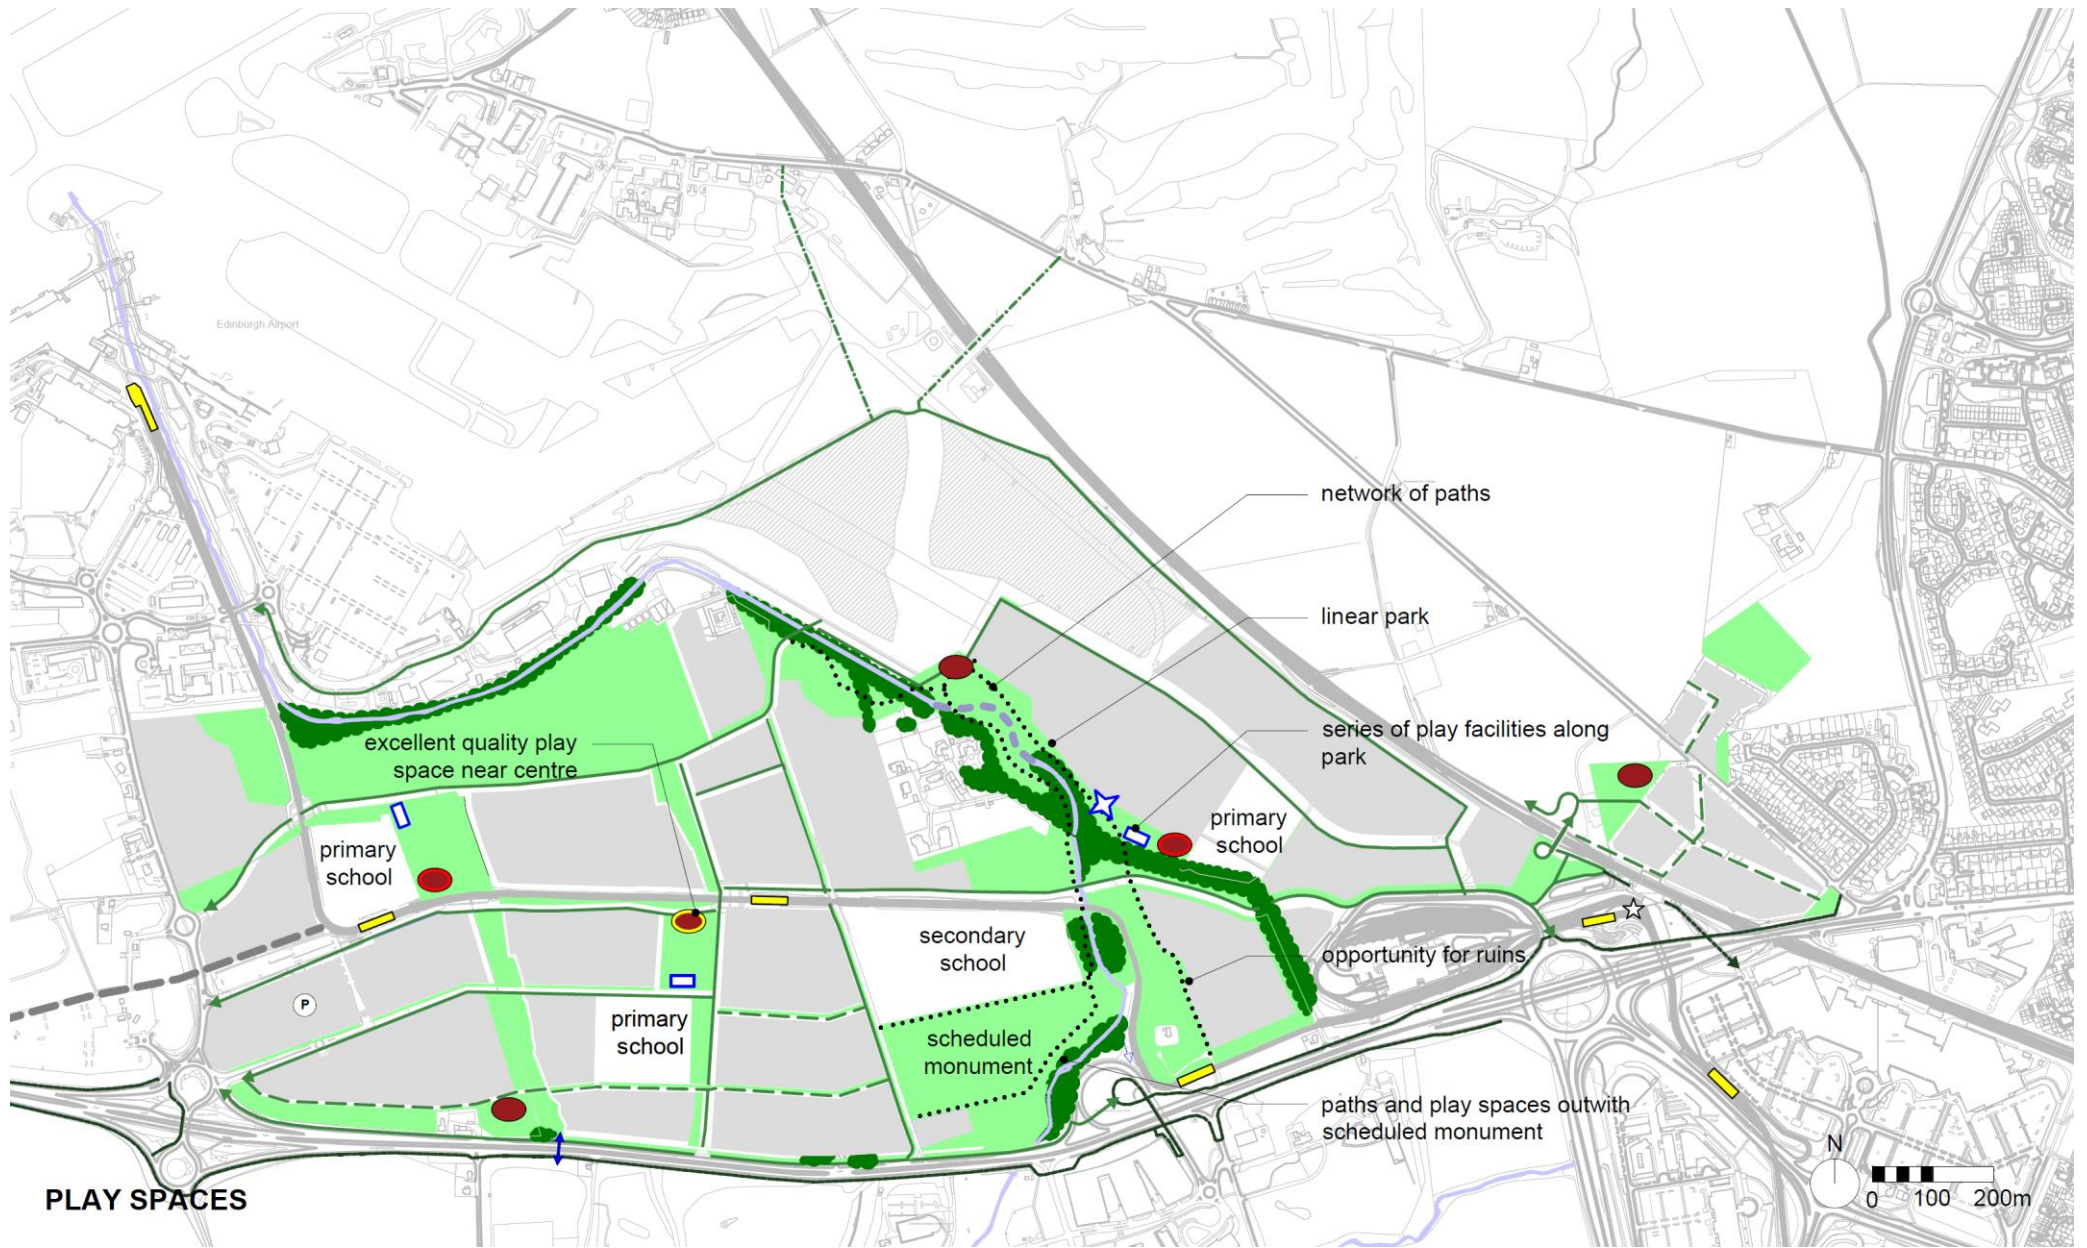 Edinburgh Airport
network of paths
linear park
series of play facilities along
park
excellent quality play
space near centre
primary
school
primary
school
secondary
school
opportunity for ruins
P
primary
school
scheduled
monument
paths and play spaces outwith
scheduled monument
N
0 100 200m
PLAY SPACES